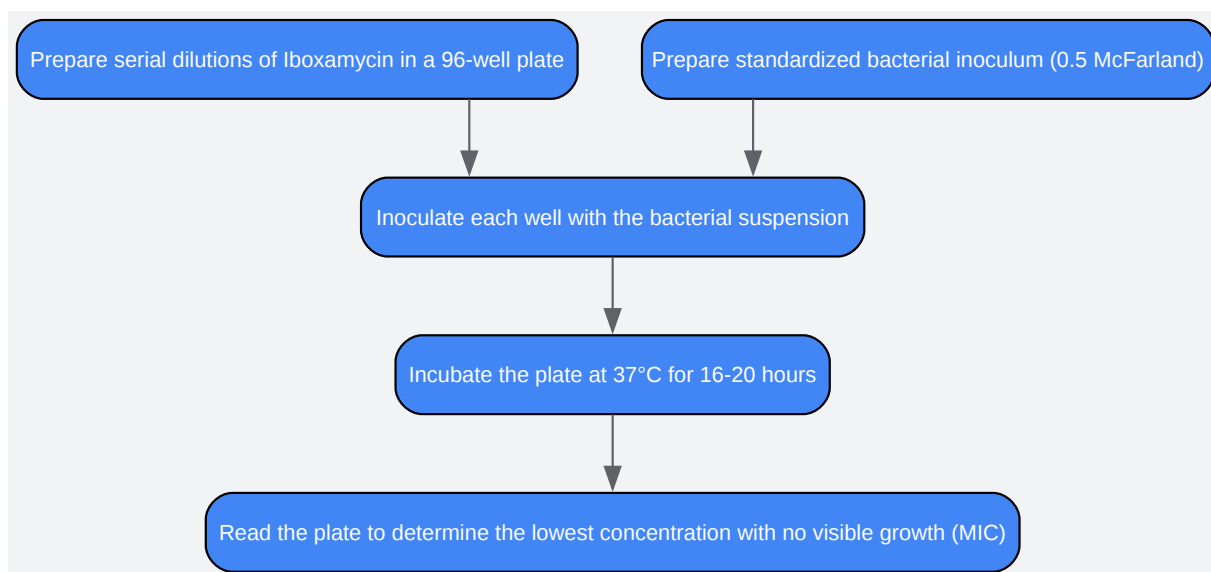 Prepare serial dilutions of Iboxamycin in a 96-well plate
Prepare standardized bacterial inoculum (0.5 McFarland)
Inoculate each well with the bacterial suspension
Incubate the plate at 37°C for 16-20 hours
Read the plate to determine the lowest concentration with no visible growth (MIC)